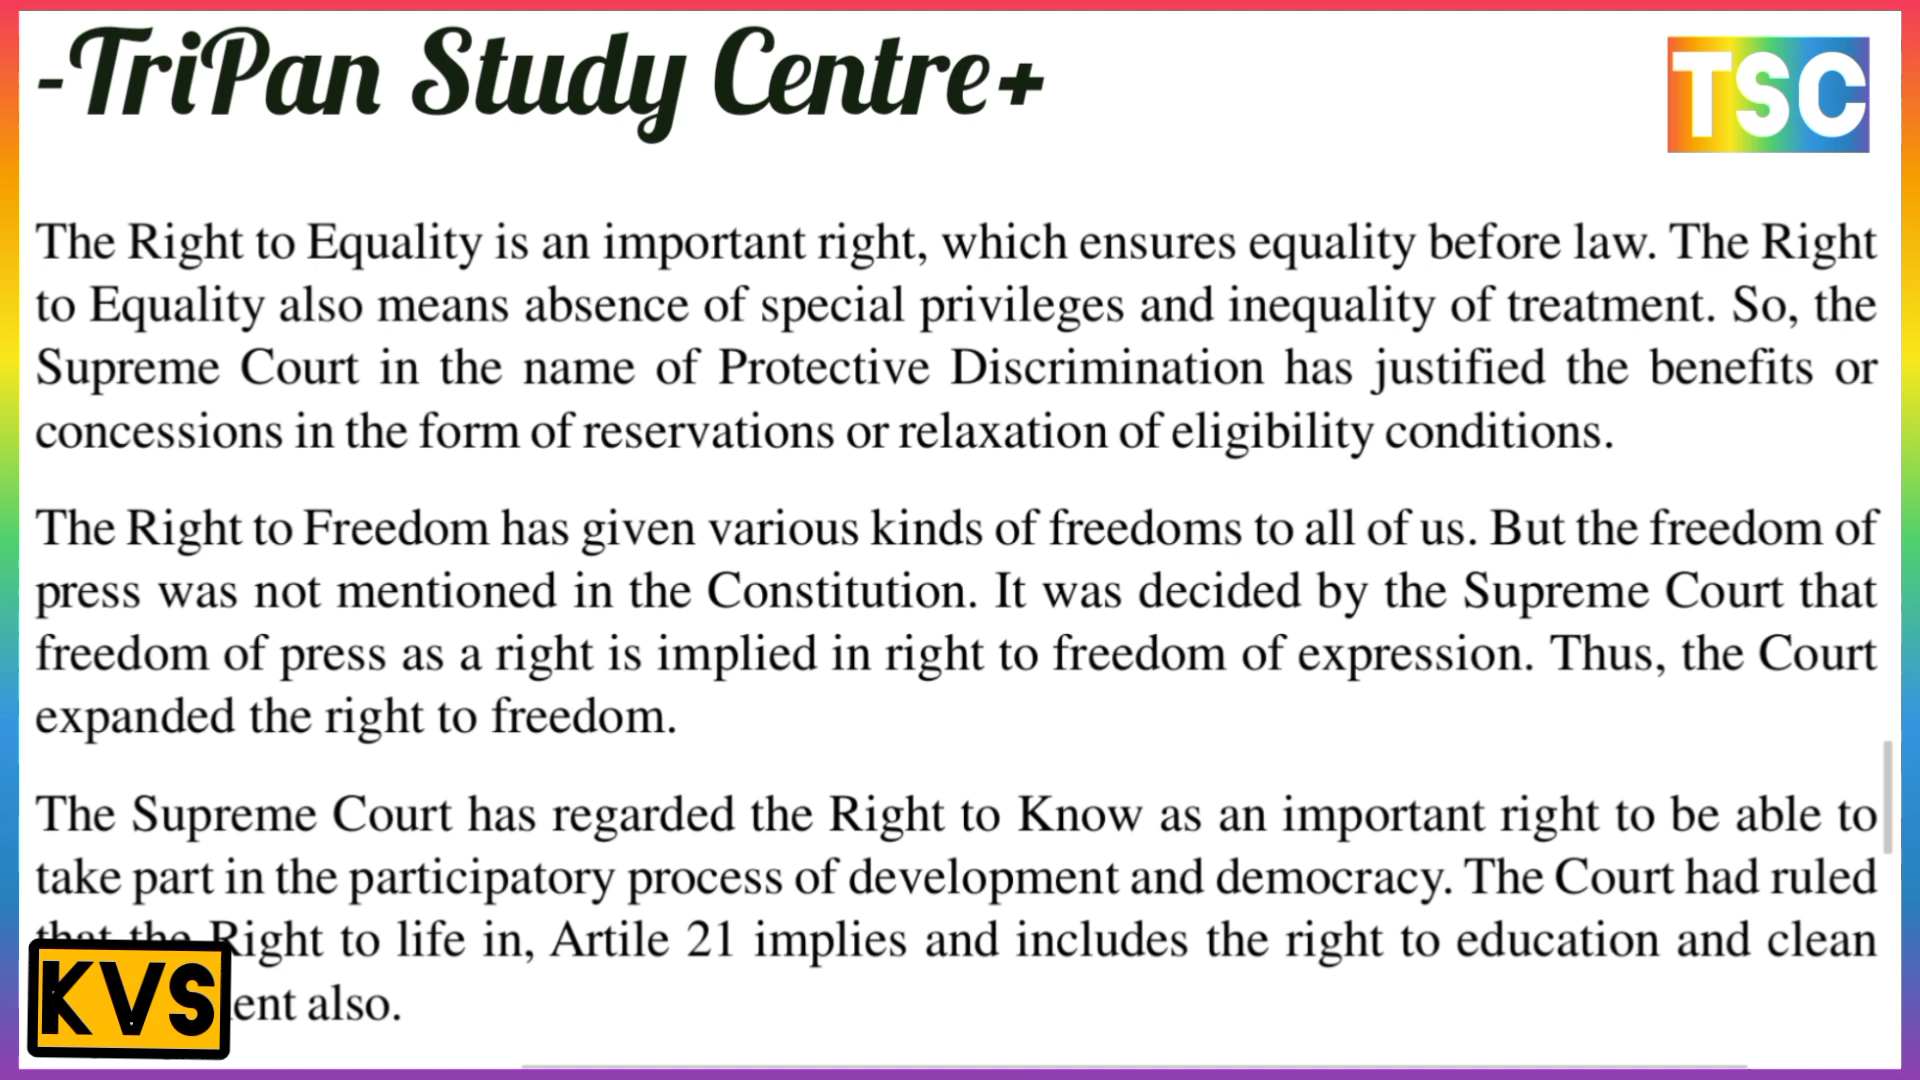 -TriPan Study Centre+
TSC
The Right to Equality is an important right, which ensures equality before law. The Right
to Equality also means absence of special privileges and inequality of treatment. So, the
Supreme Court in the name of Protective Discrimination has justified the benefits or
concessions in the form of reservations or relaxation of eligibility conditions.
The Right to Freedom has given various kinds of freedoms to all of us. But the freedom of
press was not mentioned in the Constitution. It was decided by the Supreme Court that
freedom of press as a right is implied in right to freedom of expression. Thus, the Court
expanded the right to freedom.
The Supreme Court has regarded the Right to Know as an important right to be able to
take part in the participatory process of development and democracy. The Court had ruled
that the Right to life in, Artile 21 implies and includes the right to education and clean
ent also.
KVS